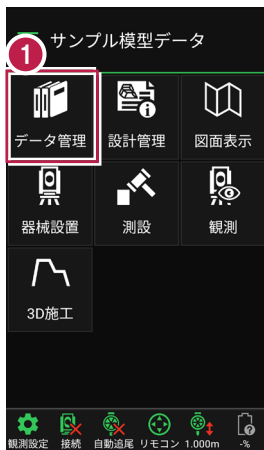 サンプル模型データ
1
データ管理 設計管理 図面表示
器械設置 測設 観測
3D施工
観測設定 接続 自動追尾 リモコン 1.000m -%